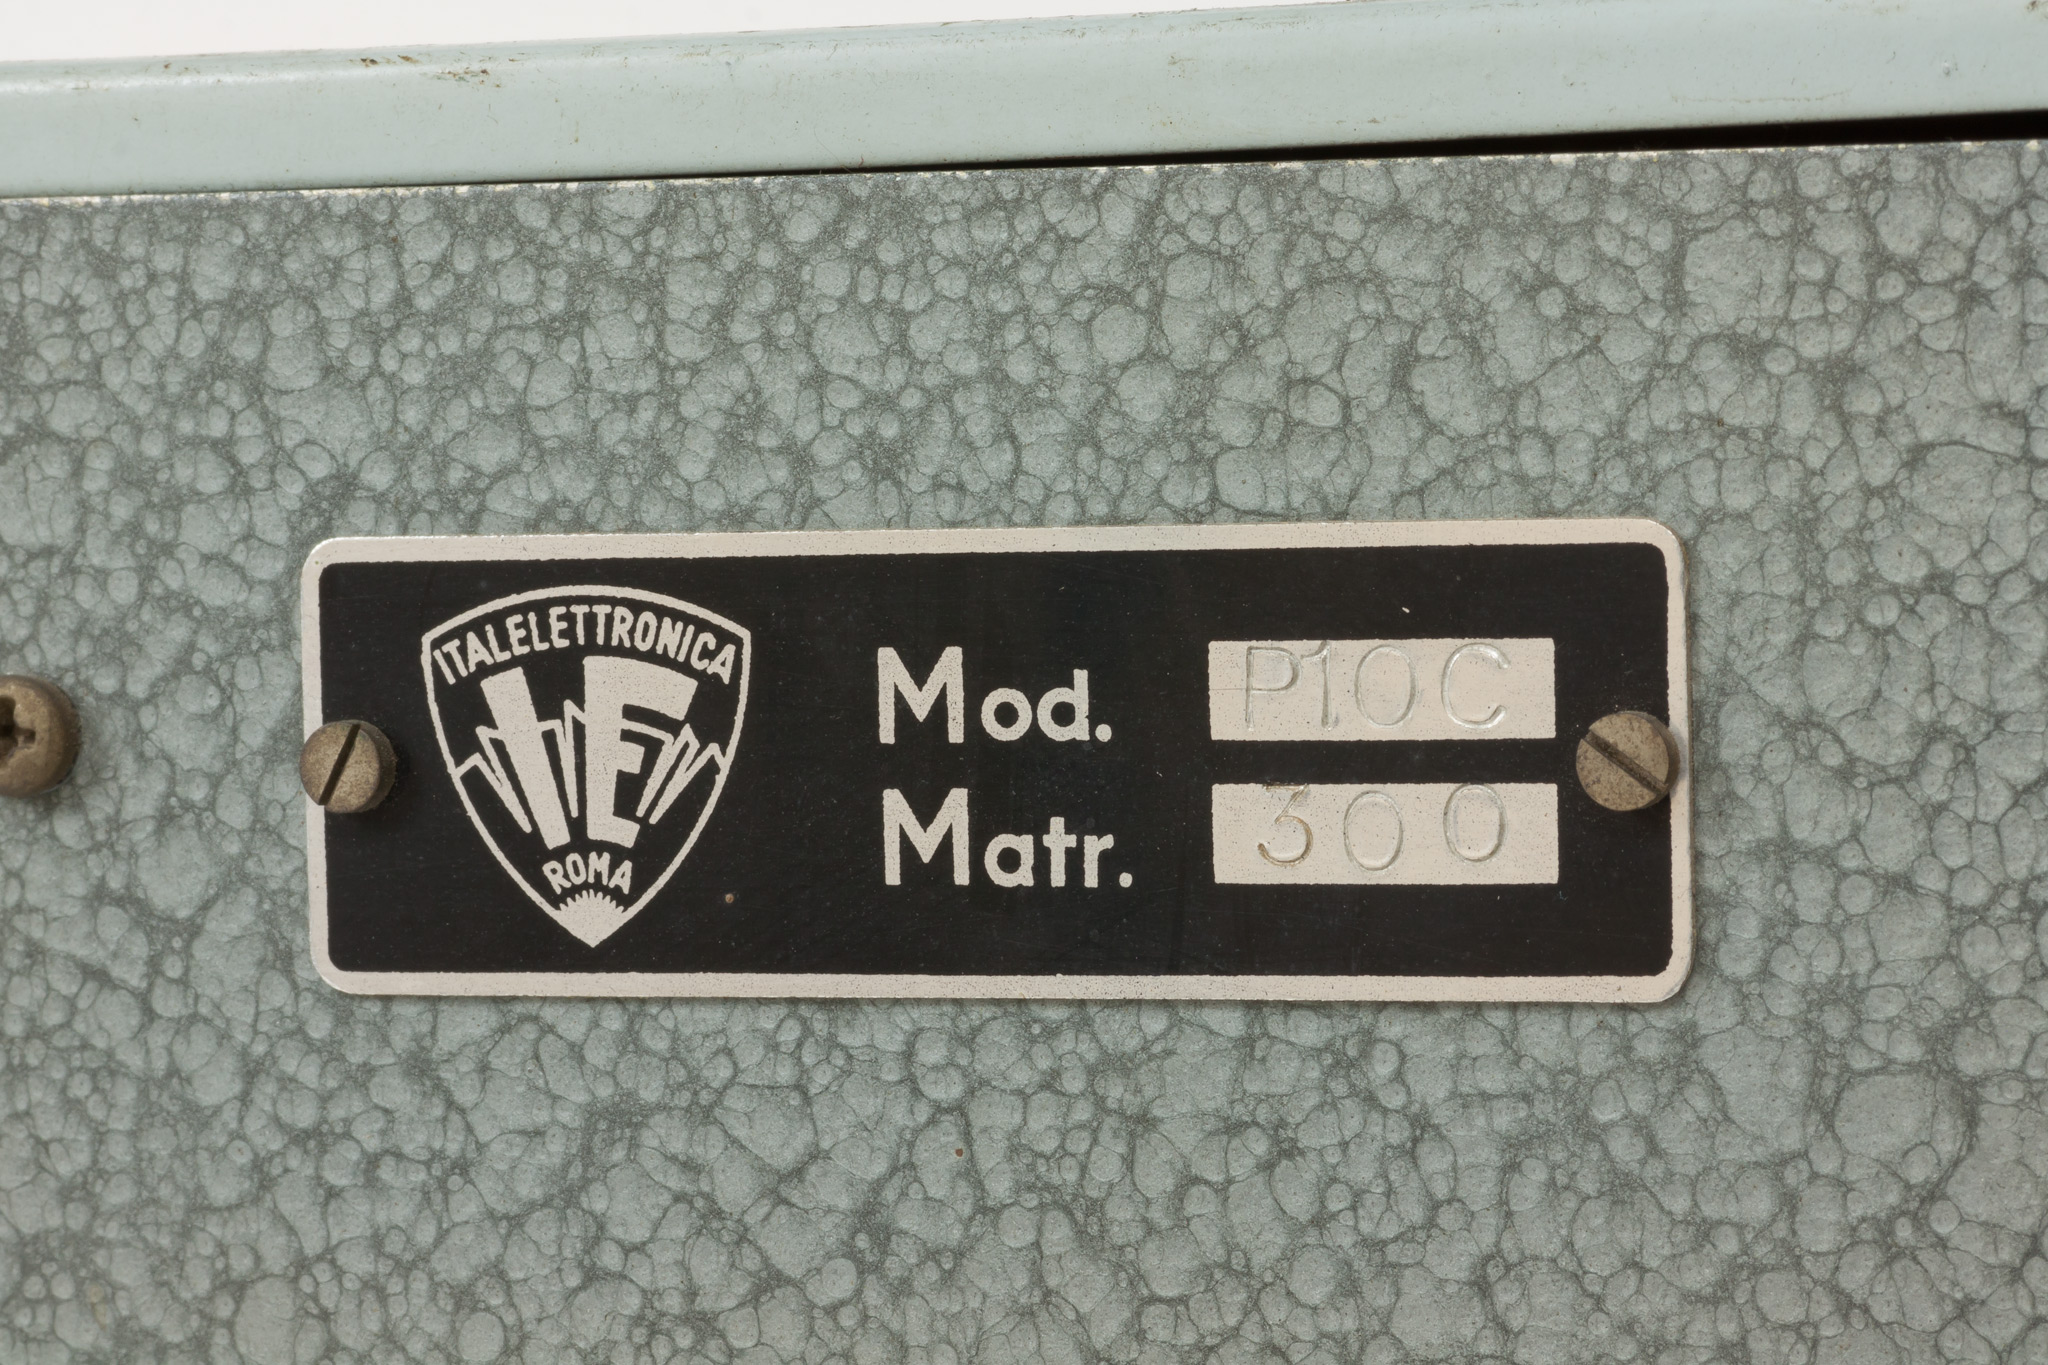 ITALELETTRONICA
IE
ROMA
Mod. P10C
Matr. 300